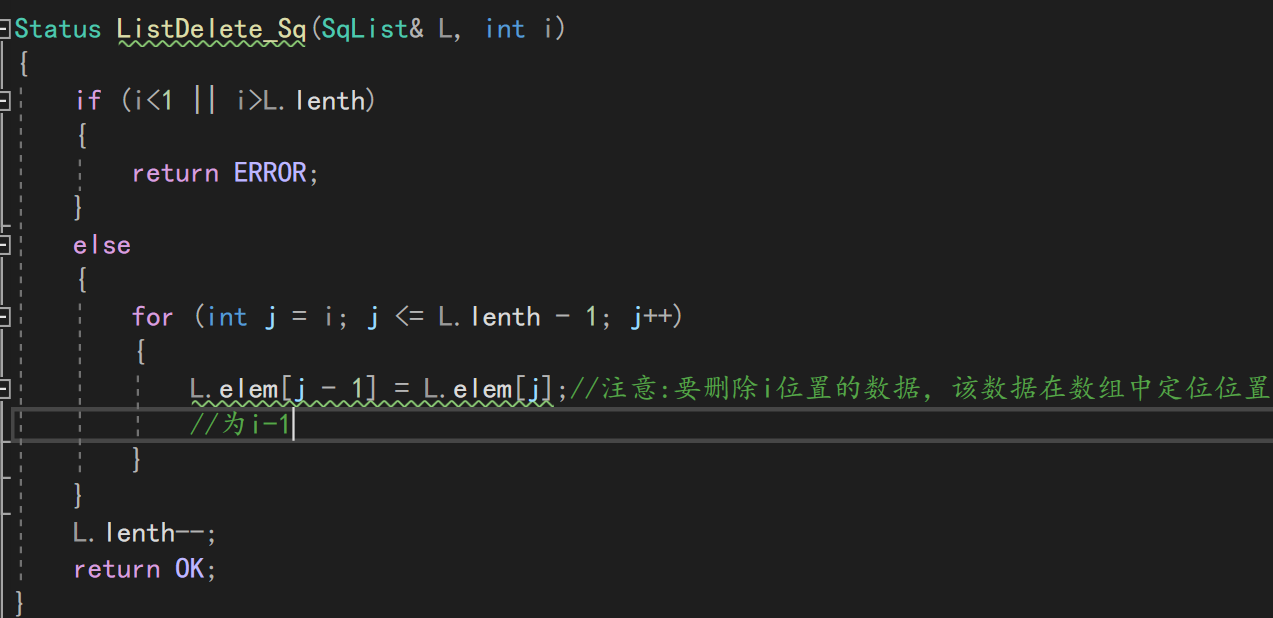 Status ListDelete_Sq(SqList& L, int i)
{
if (i<1 || i>L.lenth)
{
return ERROR;
}
else
{
for (int j = i; j <= L.lenth - 1; j++)
{
L.elem[j - 1] = L.elem[j];//注意:要删除i位置的数据，该数据在数组中定位位置
//为i-1
}
}
L.lenth--;
return OK;
}